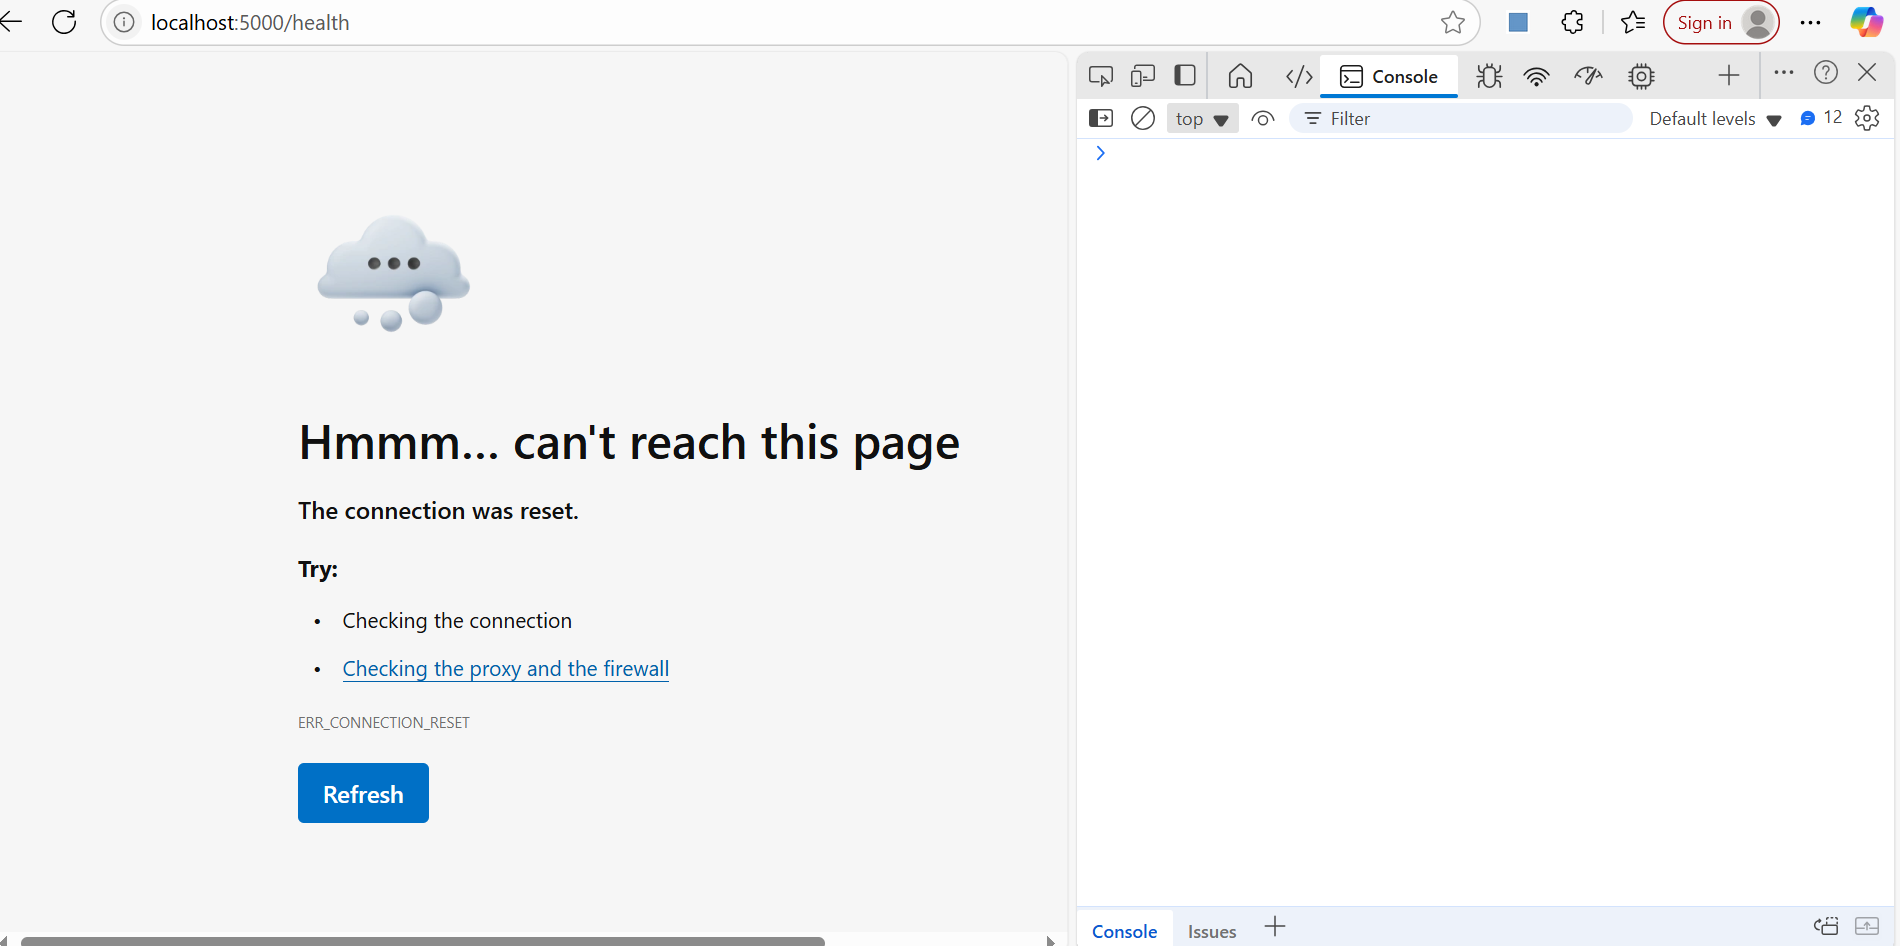 localhost:5000/health
Sign in
Console
top
Filter
Default levels
12
Hmmm... can't reach this page
The connection was reset.
Try:
• Checking the connection
• Checking the proxy and the firewall
ERR_CONNECTION_RESET
Refresh
Console
Issues